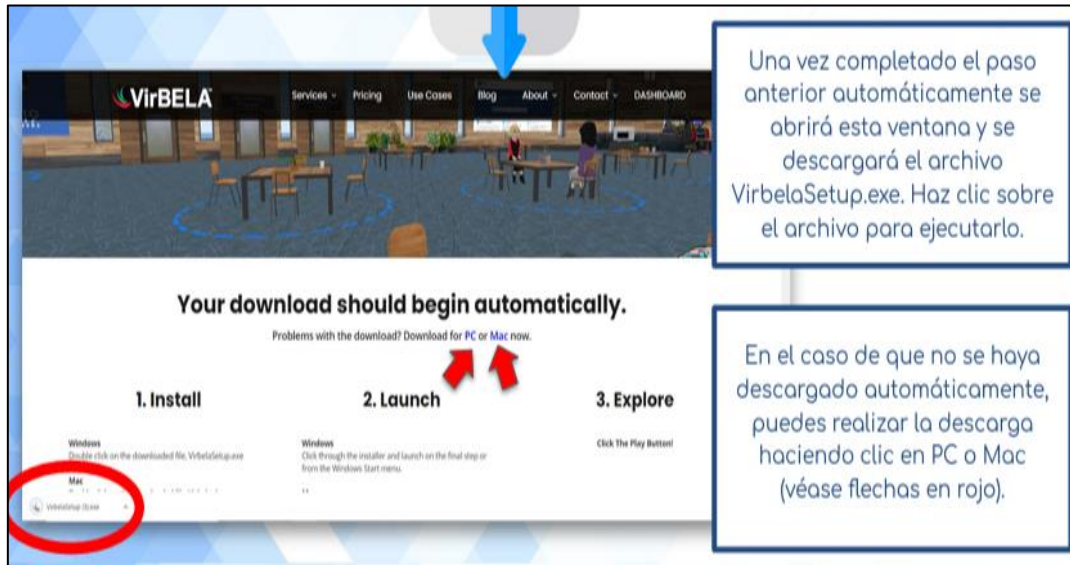 VirBELA
Services Pricing Use Cases Blog About Contact DASHBOARD
Your download should begin automatically.
Problems with the download? Download for PC or Mac now.
1. Install
2. Launch
3. Explore
Windows
Double click on the downloaded file, VirbelaSetup.exe
Mac
Windows
Click through the installer and launch on the final step or
from the Windows Start menu.
Click The Play Button!
Una vez completado el paso
anterior automáticamente se
abrirá esta ventana y se
descargará el archivo
VirbelaSetup.exe. Haz clic sobre
el archivo para ejecutarlo.
En el caso de que no se haya
descargado automáticamente,
puedes realizar la descarga
haciendo clic en PC o Mac
(véase flechas en rojo).